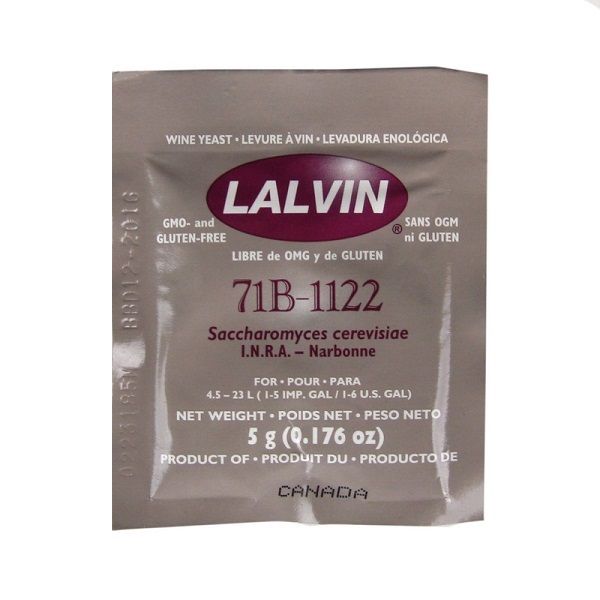 WINE YEAST • LEVURE À VIN • LEVADURA ENOLÓGICA
LALVIN®
GMO- and
GLUTEN-FREE
SANS OGM
ni GLUTEN
LIBRE de OMG y de GLUTEN
71B-1122
Saccharomyces cerevisiae
I.N.R.A. – Narbonne
FOR • POUR • PARA
4.5 – 23 L ( 1-5 IMP. GAL / 1-6 U.S. GAL)
NET WEIGHT • POIDS NET • PESO NETO
5 g (0.176 oz)
PRODUCT OF • PRODUIT DU • PRODUCTO DE
CANADA